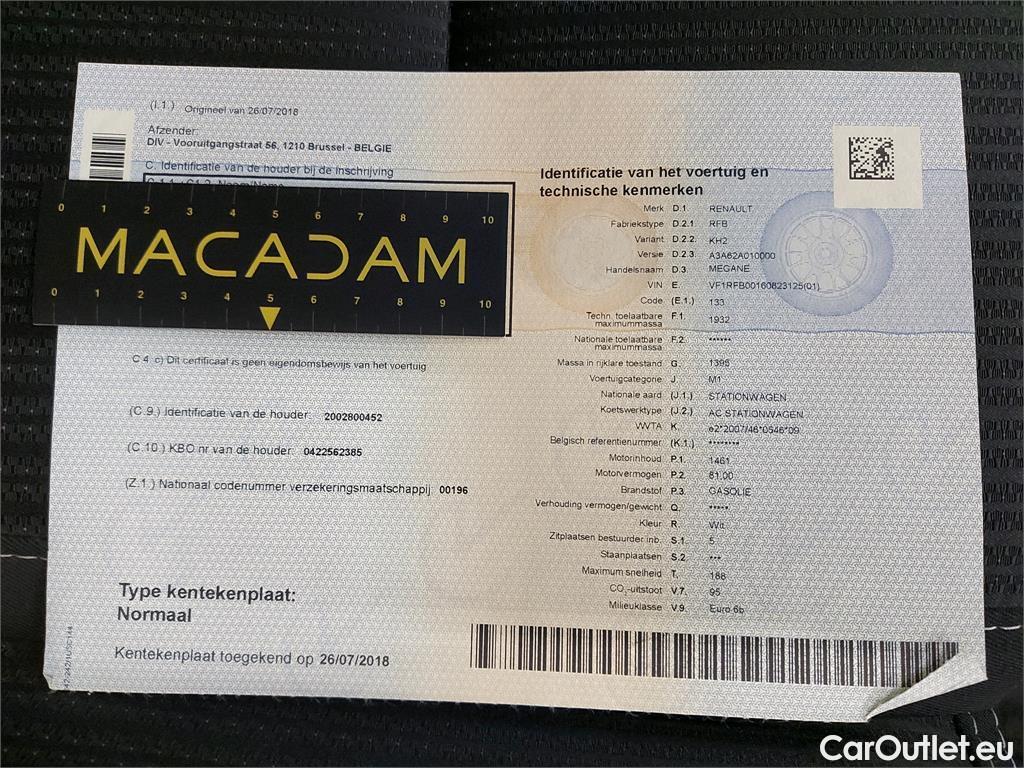 (I.1.) Origineel van 26/07/2018
Afzender:
DIV - Vooruitgangstraat 56, 1210 Brussel - BELGIE
C. Identificatie van de houder bij de inschrijving
0 1 2 3 4 5 6 7 8 9 10
MACADAM
0 1 2 3 4 5 6 7 8 9 10
C.4. c) Dit certificaat is geen eigendomsbewijs van het voertuig
(C.9.) Identificatie van de houder: 2002800452
(C.10.) KBO nr van de houder: 0422562385
(Z.1.) Nationaal codenummer verzekeringsmaatschappij: 00196
Type kentekenplaat:
Normaal
Kentekenplaat toegekend op 26/07/2018
Identificatie van het voertuig en
technische kenmerken
Merk D.1. RENAULT
Fabriekstype D.2.1. RFB
Variant D.2.2. KH2
Versie D.2.3. A3A62A010000
Handelsnaam D.3. MEGANE
VIN E. VF1RFB00160823125(01)
Code (E.1.) 133
Techn. toelaatbare F.1. 1932
maximummassa
Nationale toelaatbare F.2. ******
maximummassa
Massa in rijklare toestand G. 1395
Voertuigcategorie J. M1
Nationale aard (J.1.) STATIONWAGEN
Koetswerktype (J.2.) AC STATIONWAGEN
WVTA K. e2*2007/46*0546*09
Belgisch referentienummer (K.1.) ********
Motorinhoud P.1. 1461
Motorvermogen P.2. 81,00
Brandstof P.3. GASOLIE
Verhouding vermogen/gewicht Q. *****
Kleur R. Wit
Zitplaatsen bestuurder inb. S.1. 5
Staanplaatsen S.2. ***
Maximum snelheid T. 188
CO₂-uitstoot V.7. 95
Milieuklasse V.9. Euro 6b
CarOutlet.eu